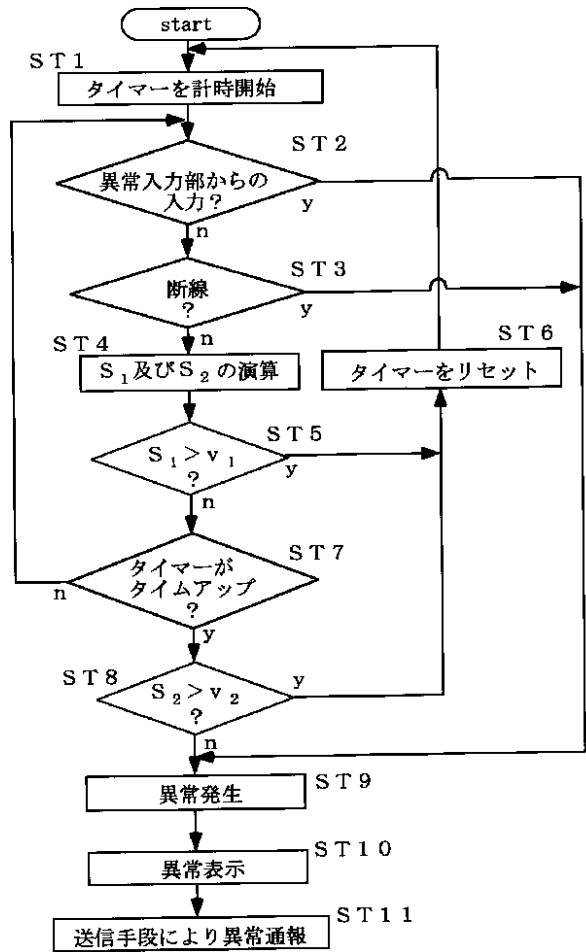 start
ST1
タイマーを計時開始
ST2
異常入力部からの
入力?
y
n
ST3
断線
?
y
n
ST4
S₁及びS₂の演算
ST6
タイマーをリセット
ST5
S₁>v₁
?
y
n
ST7
タイマーが
タイムアップ
?
n
y
ST8
S₂>v₂
?
y
n
ST9
異常発生
ST10
異常表示
ST11
送信手段により異常通報